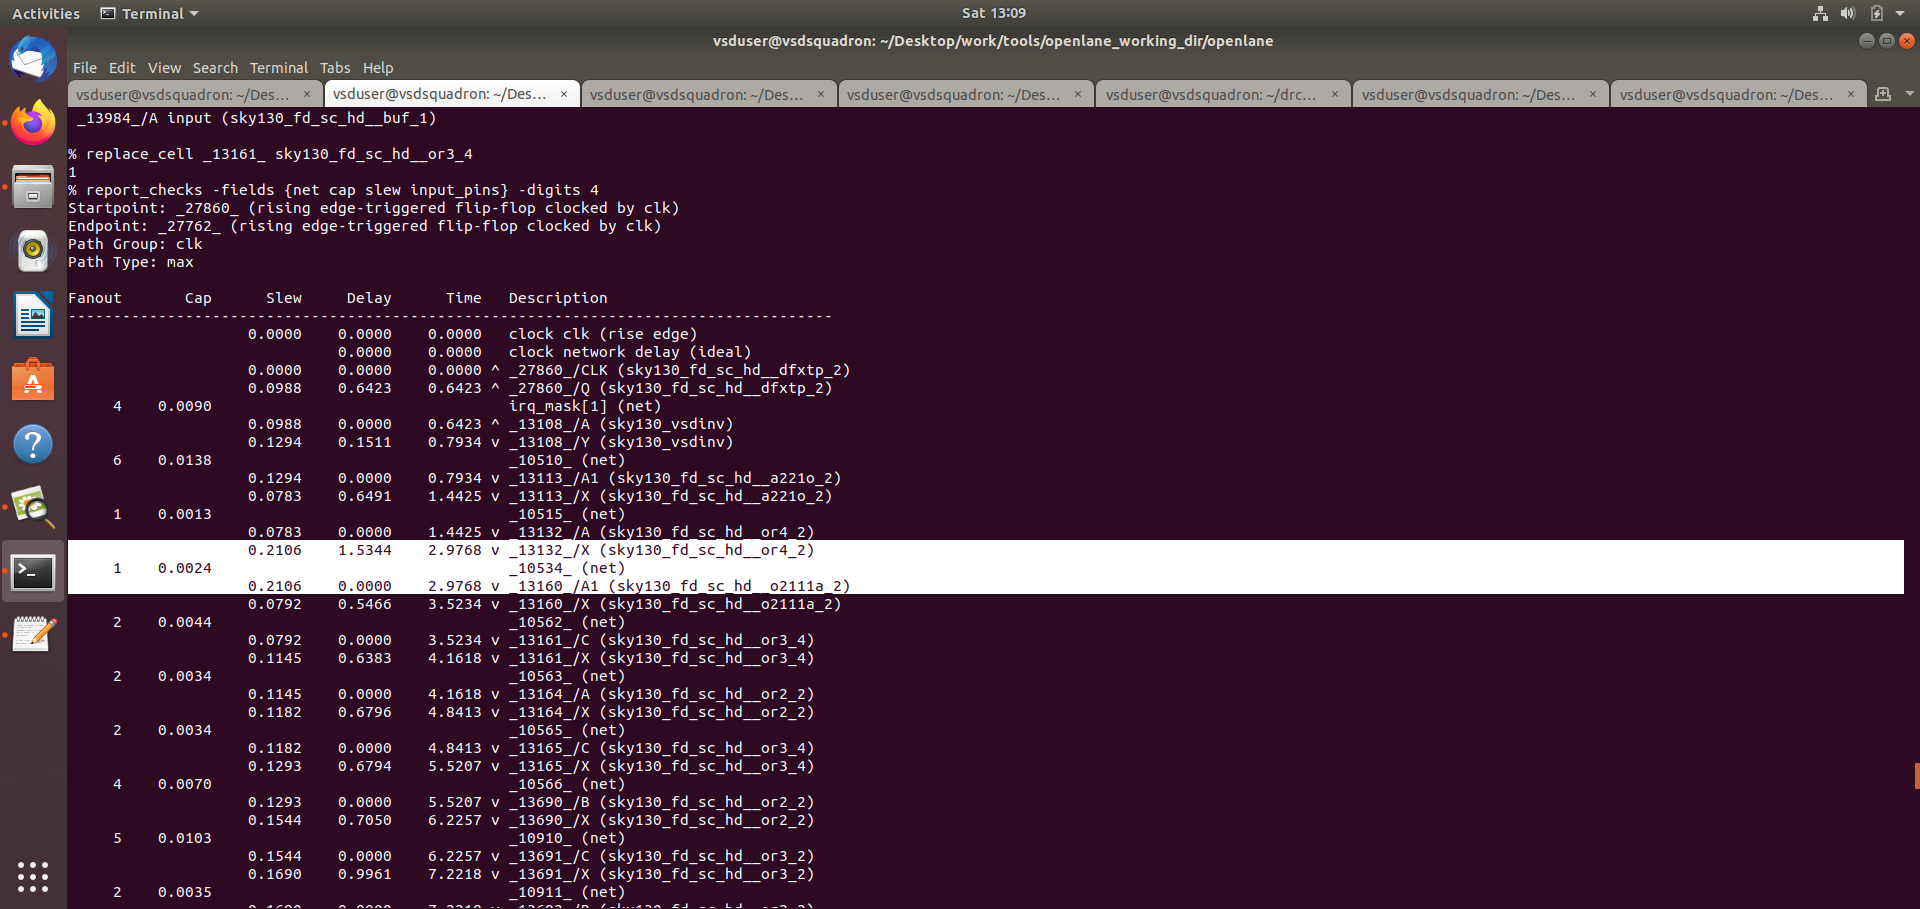 Activities
Terminal
Sat 13:09
vsduser@vsdsquadron: ~/Desktop/work/tools/openlane_working_dir/openlane
File Edit View Search Terminal Tabs Help
vsduser@vsdsquadron: ~/Des... × vsduser@vsdsquadron: ~/Des... × vsduser@vsdsquadron: ~/Des... × vsduser@vsdsquadron: ~/Des... × vsduser@vsdsquadron: ~/drc... × vsduser@vsdsquadron: ~/Des... × vsduser@vsdsquadron: ~/Des... ×
_13984_/A input (sky130_fd_sc_hd__buf_1)
% replace_cell _13161_ sky130_fd_sc_hd__or3_4
1
% report_checks -fields {net cap slew input_pins} -digits 4
Startpoint: _27860_ (rising edge-triggered flip-flop clocked by clk)
Endpoint: _27762_ (rising edge-triggered flip-flop clocked by clk)
Path Group: clk
Path Type: max
Fanout Cap Slew Delay Time Description
-------------------------------------------------------------------------------------
0.0000 0.0000 0.0000 clock clk (rise edge)
0.0000 0.0000 clock network delay (ideal)
0.0000 0.0000 0.0000 ^ _27860_/CLK (sky130_fd_sc_hd__dfxtp_2)
0.0988 0.6423 0.6423 ^ _27860_/Q (sky130_fd_sc_hd__dfxtp_2)
4 0.0090 irq_mask[1] (net)
0.0988 0.0000 0.6423 ^ _13108_/A (sky130_vsdinv)
0.1294 0.1511 0.7934 v _13108_/Y (sky130_vsdinv)
6 0.0138 _10510_ (net)
0.1294 0.0000 0.7934 v _13113_/A1 (sky130_fd_sc_hd__a221o_2)
0.0783 0.6491 1.4425 v _13113_/X (sky130_fd_sc_hd__a221o_2)
1 0.0013 _10515_ (net)
0.0783 0.0000 1.4425 v _13132_/A (sky130_fd_sc_hd__or4_2)
0.2106 1.5344 2.9768 v _13132_/X (sky130_fd_sc_hd__or4_2)
1 0.0024 _10534_ (net)
0.2106 0.0000 2.9768 v _13160_/A1 (sky130_fd_sc_hd__o2111a_2)
0.0792 0.5466 3.5234 v _13160_/X (sky130_fd_sc_hd__o2111a_2)
2 0.0044 _10562_ (net)
0.0792 0.0000 3.5234 v _13161_/C (sky130_fd_sc_hd__or3_4)
0.1145 0.6383 4.1618 v _13161_/X (sky130_fd_sc_hd__or3_4)
2 0.0034 _10563_ (net)
0.1145 0.0000 4.1618 v _13164_/A (sky130_fd_sc_hd__or2_2)
0.1182 0.6796 4.8413 v _13164_/X (sky130_fd_sc_hd__or2_2)
2 0.0034 _10565_ (net)
0.1182 0.0000 4.8413 v _13165_/C (sky130_fd_sc_hd__or3_4)
0.1293 0.6794 5.5207 v _13165_/X (sky130_fd_sc_hd__or3_4)
4 0.0070 _10566_ (net)
0.1293 0.0000 5.5207 v _13690_/B (sky130_fd_sc_hd__or2_2)
0.1544 0.7050 6.2257 v _13690_/X (sky130_fd_sc_hd__or2_2)
5 0.0103 _10910_ (net)
0.1544 0.0000 6.2257 v _13691_/C (sky130_fd_sc_hd__or3_2)
0.1690 0.9961 7.2218 v _13691_/X (sky130_fd_sc_hd__or3_2)
2 0.0035 _10911_ (net)